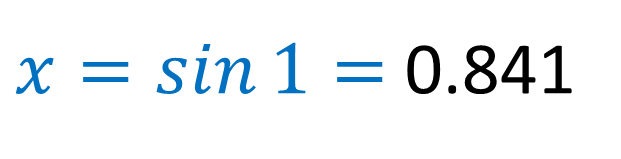 x = sin 1 = 0.841